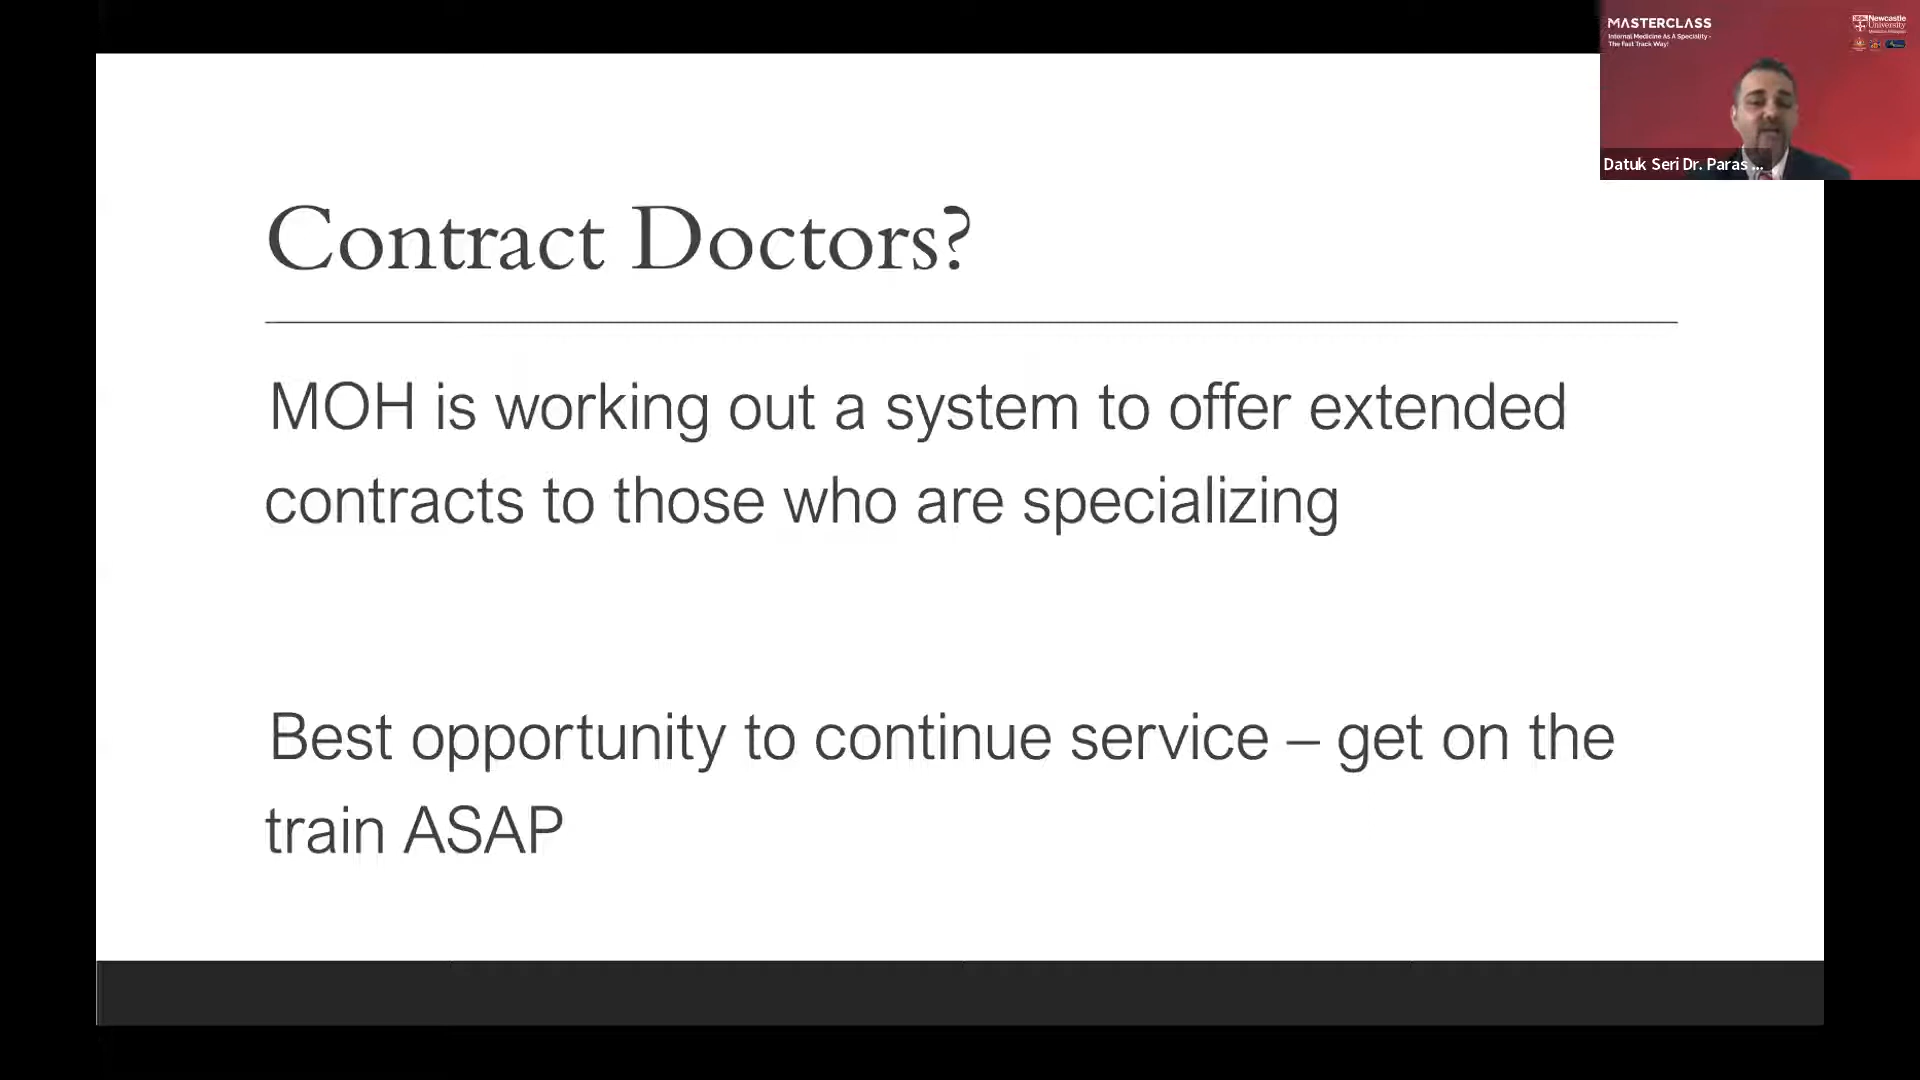 MASTERCLASS
Internal Medicine As A Speciality -
The Fast Track Way!
Newcastle
University
Datuk Seri Dr. Paras ...
Contract Doctors?
MOH is working out a system to offer extended
contracts to those who are specializing
Best opportunity to continue service – get on the
train ASAP